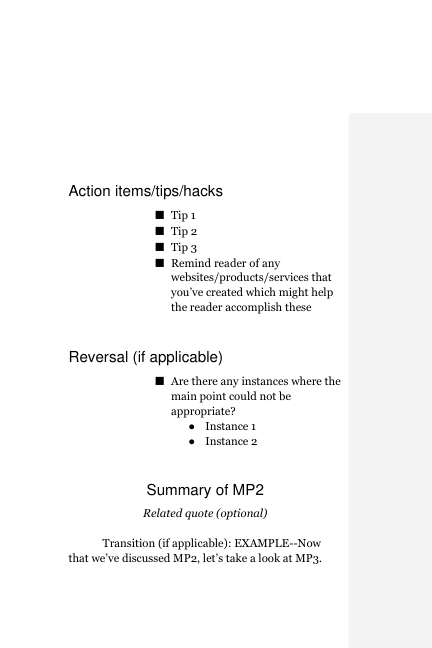 Action items/tips/hacks
■ Tip 1
■ Tip 2
■ Tip 3
■ Remind reader of any
websites/products/services that
you've created which might help
the reader accomplish these
Reversal (if applicable)
■ Are there any instances where the
main point could not be
appropriate?
● Instance 1
● Instance 2
Summary of MP2
Related quote (optional)
Transition (if applicable): EXAMPLE--Now
that we've discussed MP2, let's take a look at MP3.